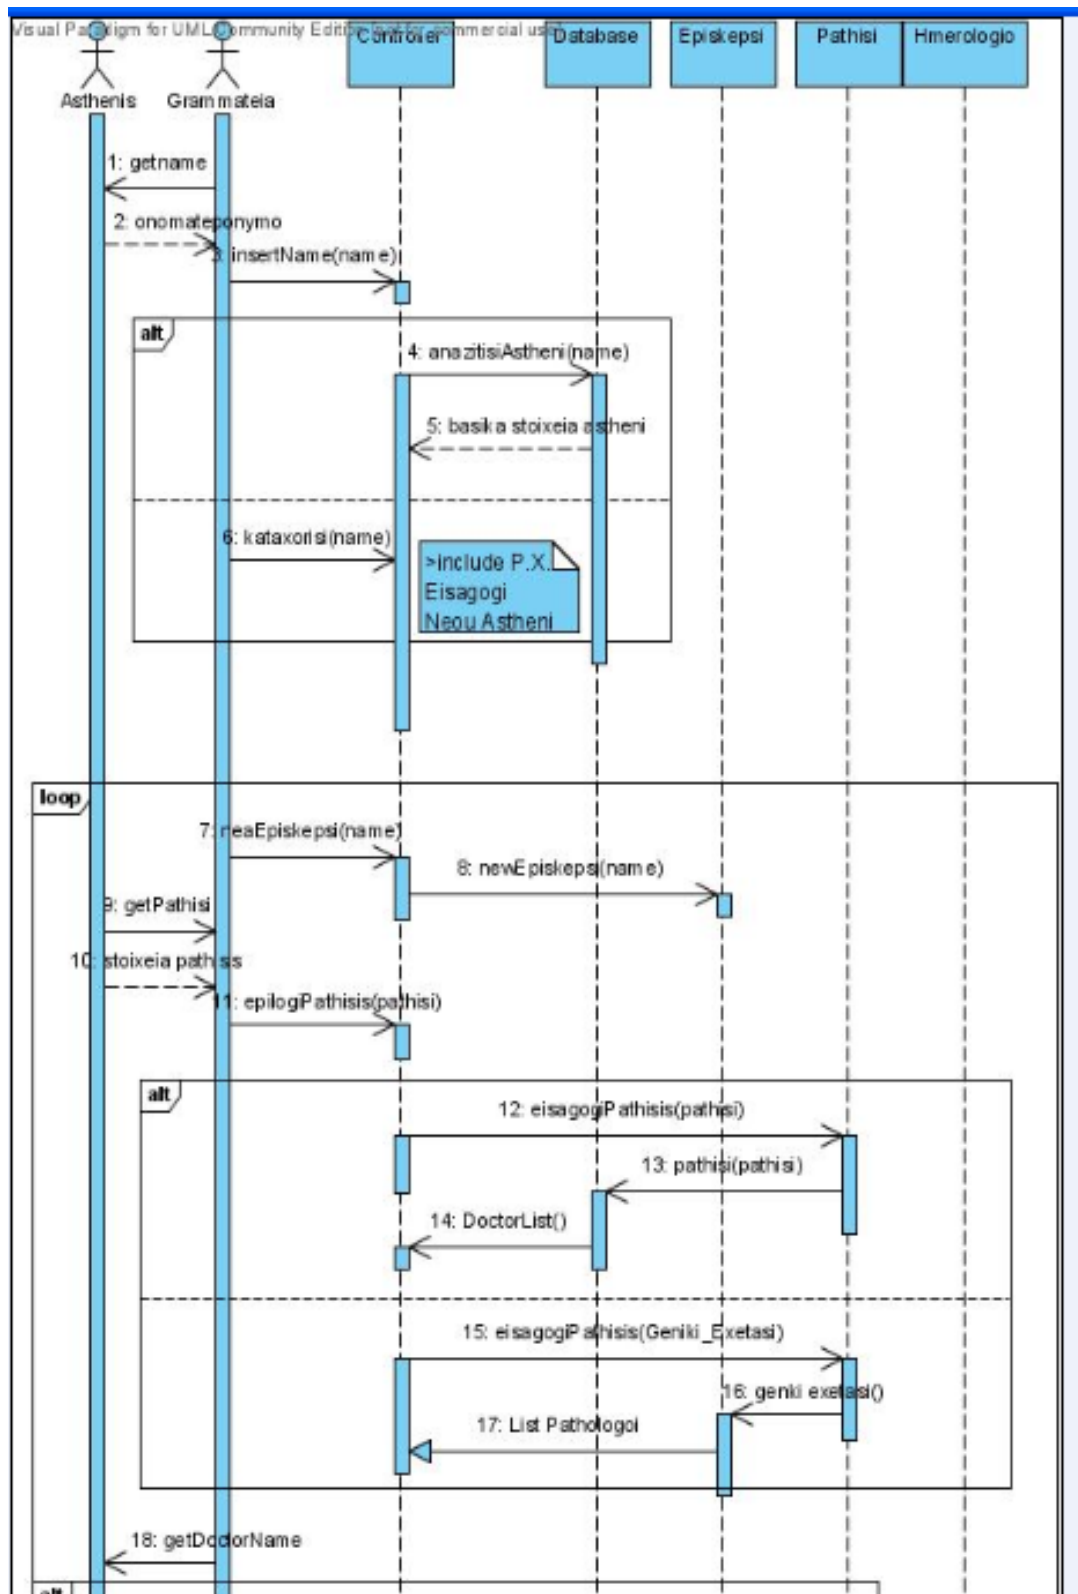 Visual Paradigm for UML Community Edition [not for commercial use]
Controller
Database
Episkepsi
Pathisi
Hmerologio
Asthenis
Grammateia
1: getname
2: onomateponymo
3: insertName(name)
alt
4: anazitisiAstheni(name)
5: basika stoixeia astheni
6: kataxorisi(name)
>include P.X.
Eisagogi
Neou Astheni
loop
7: neaEpiskepsi(name)
8: newEpiskepsi(name)
9: getPathisi
10: stoixeia pathisis
11: epilogiPathisis(pathisi)
alt
12: eisagogiPathisis(pathisi)
13: pathisi(pathisi)
14: DoctorList()
15: eisagogiPathisis(Geniki_Exetasi)
16: genki exetasi()
17: List Pathologoi
18: getDoctorName
alt